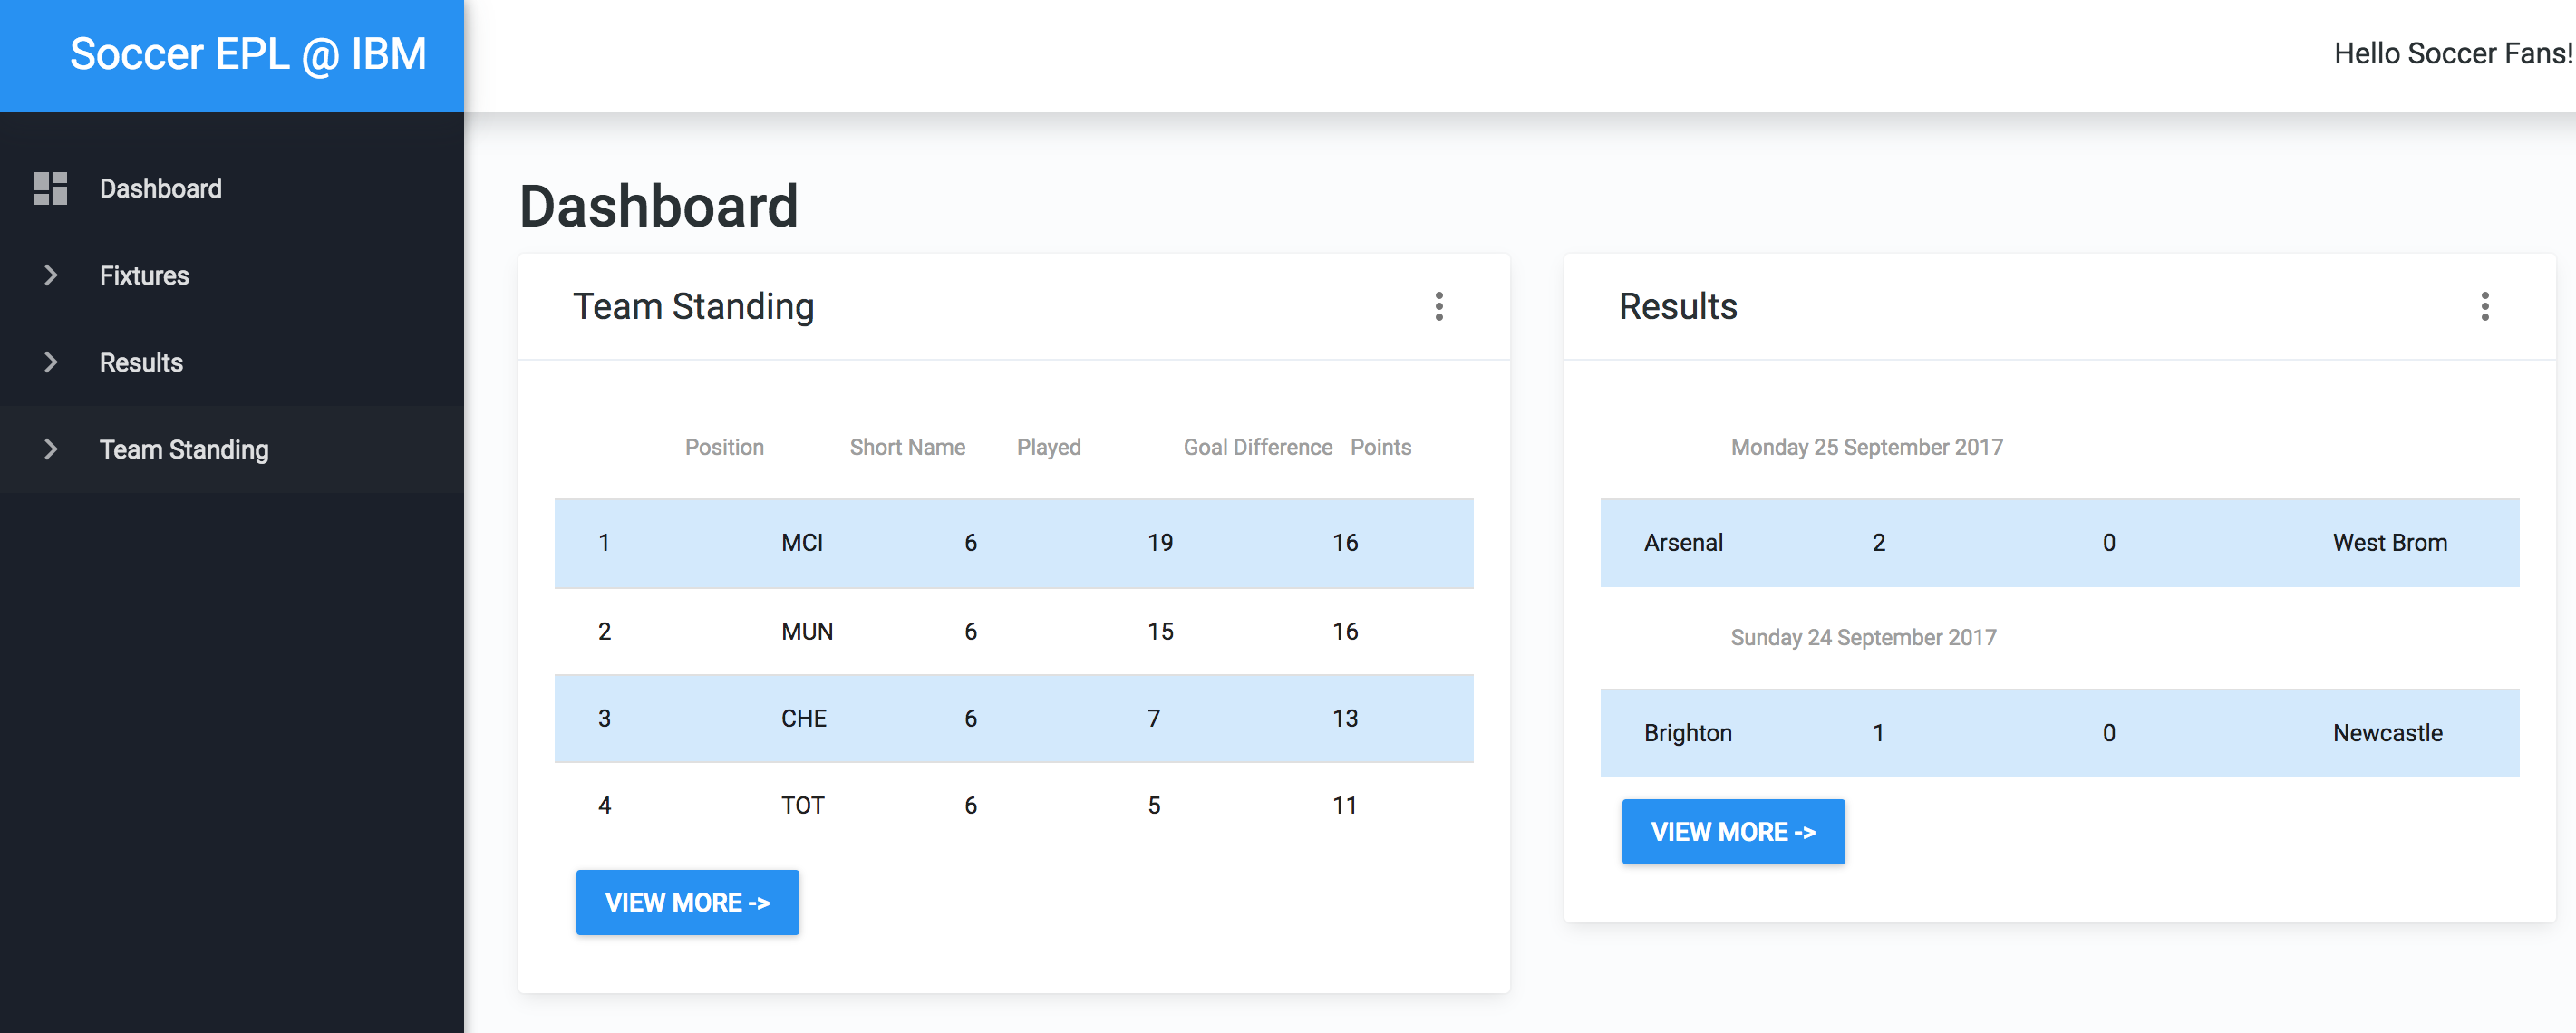 Soccer EPL @ IBM
Hello Soccer Fans!
Dashboard
Fixtures
Results
Team Standing
Dashboard
Team Standing
Position Short Name Played Goal Difference Points
1 MCI 6 19 16
2 MUN 6 15 16
3 CHE 6 7 13
4 TOT 6 5 11
VIEW MORE ->
Results
Monday 25 September 2017
Arsenal 2 0 West Brom
Sunday 24 September 2017
Brighton 1 0 Newcastle
VIEW MORE ->